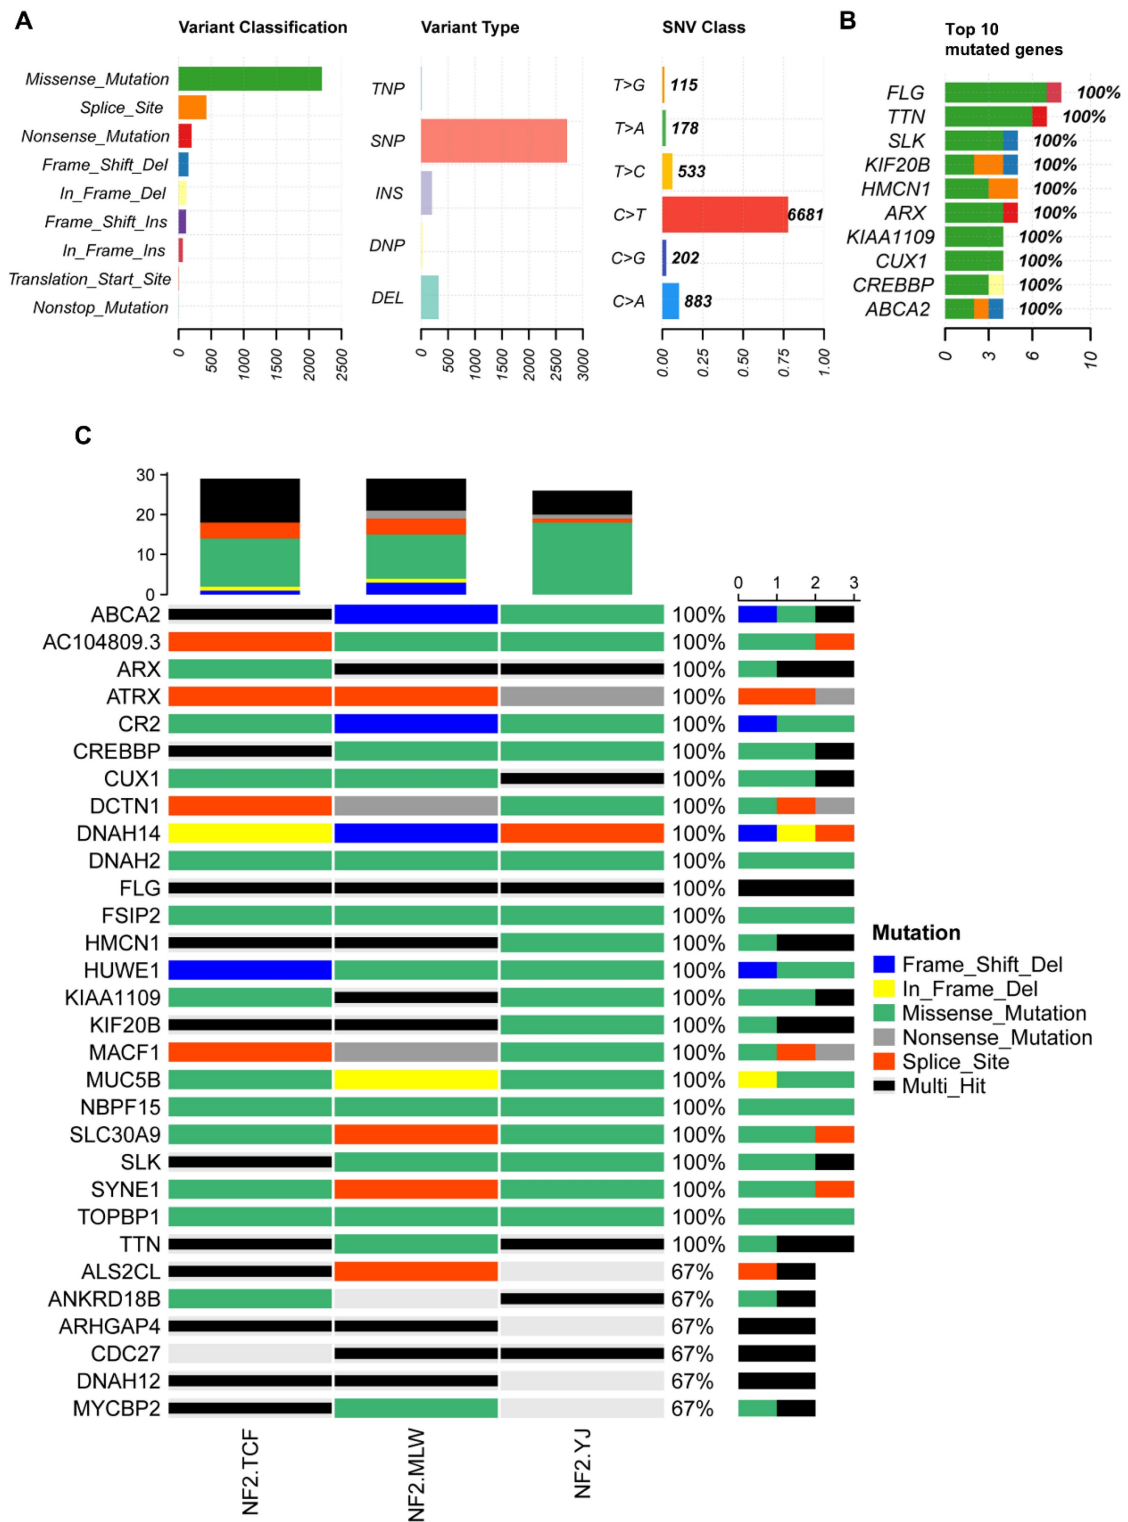 A
Variant Classification
Missense_Mutation
Splice_Site
Nonsense_Mutation
Frame_Shift_Del
In_Frame_Del
Frame_Shift_Ins
In_Frame_Ins
Translation_Start_Site
Nonstop_Mutation
0 500 1000 1500 2000 2500
Variant Type
TNP
SNP
INS
DNP
DEL
0 500 1000 1500 2000 2500 3000
SNV Class
T>G 115
T>A 178
T>C 533
C>T 6681
C>G 202
C>A 883
0.00 0.25 0.50 0.75 1.00
B
Top 10
mutated genes
FLG 100%
TTN 100%
SLK 100%
KIF20B 100%
HMCN1 100%
ARX 100%
KIAA1109 100%
CUX1 100%
CREBBP 100%
ABCA2 100%
0 3 6 10
C
30
20
10
0
0 1 2 3
ABCA2 100%
AC104809.3 100%
ARX 100%
ATRX 100%
CR2 100%
CREBBP 100%
CUX1 100%
DCTN1 100%
DNAH14 100%
DNAH2 100%
FLG 100%
FSIP2 100%
HMCN1 100%
HUWE1 100%
KIAA1109 100%
KIF20B 100%
MACF1 100%
MUC5B 100%
NBPF15 100%
SLC30A9 100%
SLK 100%
SYNE1 100%
TOPBP1 100%
TTN 100%
ALS2CL 67%
ANKRD18B 67%
ARHGAP4 67%
CDC27 67%
DNAH12 67%
MYCBP2 67%
NF2.TCF NF2.MLW NF2.YJ
Mutation
Frame_Shift_Del
In_Frame_Del
Missense_Mutation
Nonsense_Mutation
Splice_Site
Multi_Hit